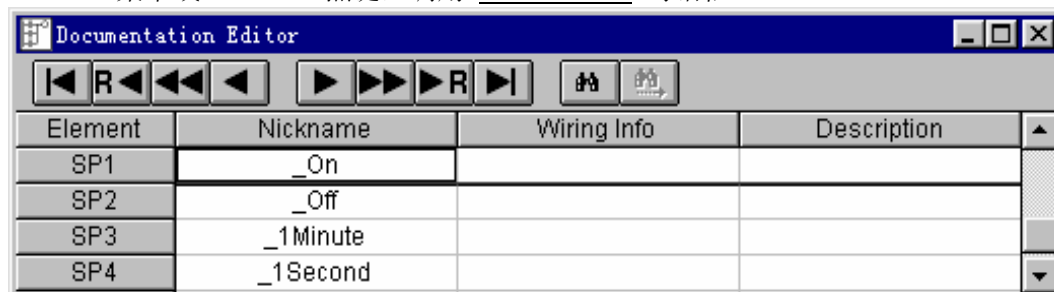 Documentation Editor
R R
Element Nickname Wiring Info Description
SP1 _On
SP2 _Off
SP3 _1Minute
SP4 _1Second